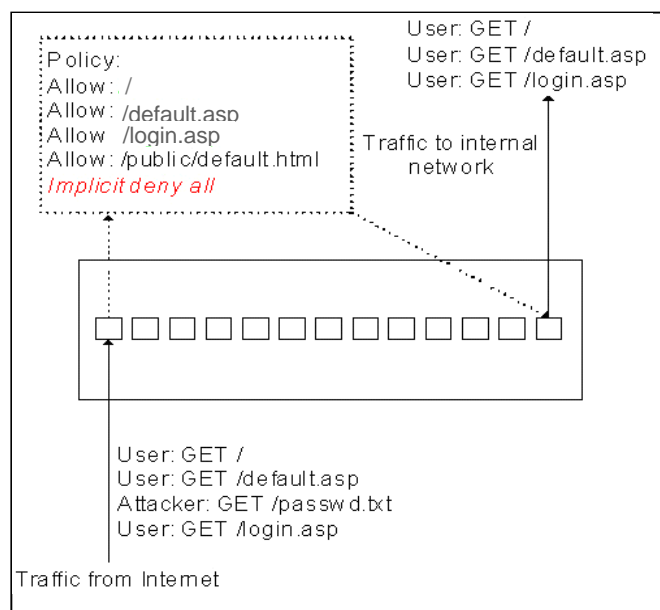 User: GET /
User: GET /default.asp
User: GET /login.asp
Policy:
Allow: /
Allow: /default.asp
Allow /login.asp
Allow: /public/default.html
Implicit deny all
Traffic to internal
network
User: GET /
User: GET /default.asp
Attacker: GET /passwd.txt
User: GET /login.asp
Traffic from Internet